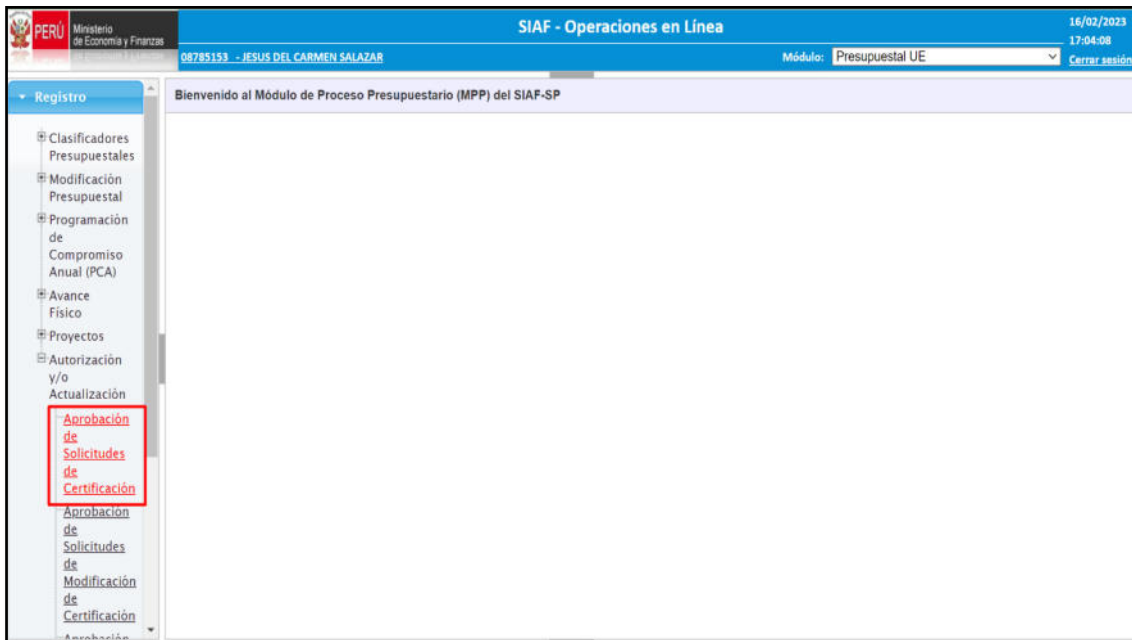 PERÚ
Ministerio
de Economía y Finanzas
SIAF - Operaciones en Línea
16/02/2023
17:04:08
08785153 - JESUS DEL CARMEN SALAZAR
Módulo: Presupuestal UE
Cerrar sesión
Registro
Bienvenido al Módulo de Proceso Presupuestario (MPP) del SIAF-SP
Clasificadores
Presupuestales
Modificación
Presupuestal
Programación
de
Compromiso
Anual (PCA)
Avance
Físico
Proyectos
Autorización
y/o
Actualización
Aprobación
de
Solicitudes
de
Certificación
Aprobación
de
Solicitudes
de
Modificación
de
Certificación
Aprobación